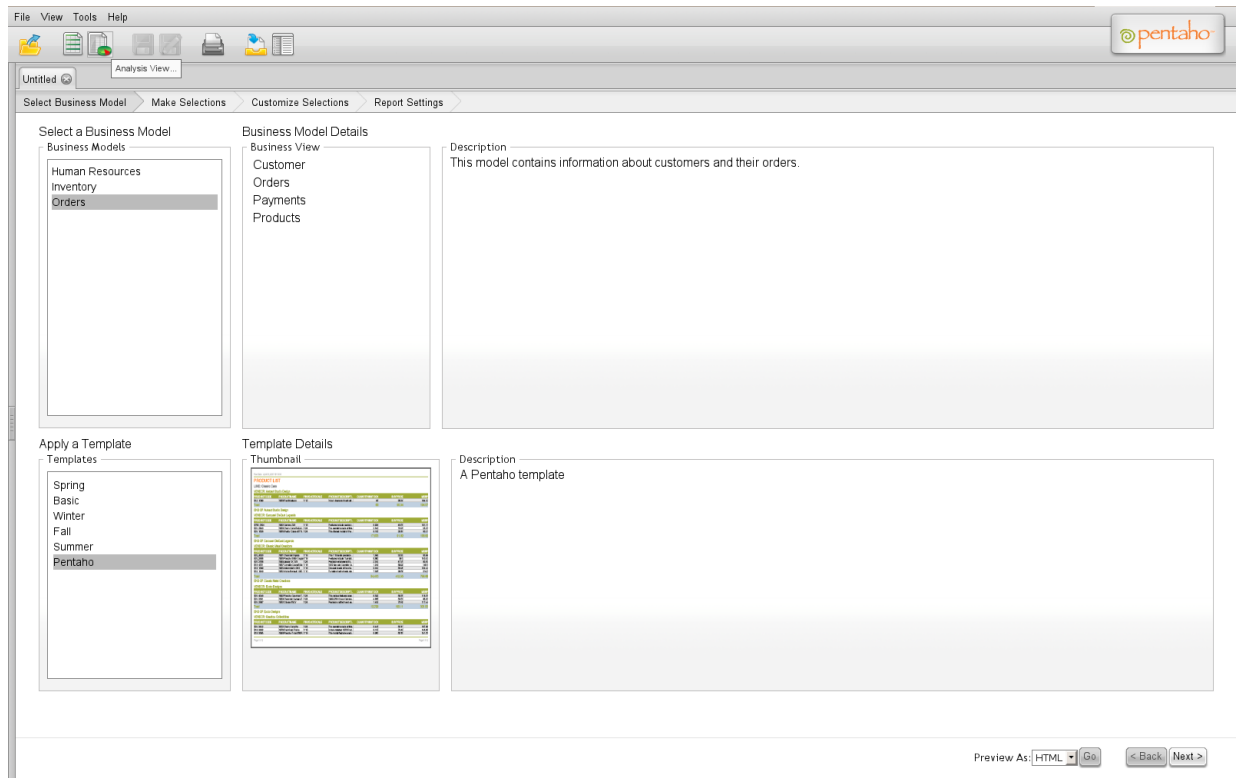 File View Tools Help
pentaho
Analysis View...
Untitled
Select Business Model Make Selections Customize Selections Report Settings
Select a Business Model
Business Models
Human Resources
Inventory
Orders
Business Model Details
Business View
Customer
Orders
Payments
Products
Description
This model contains information about customers and their orders.
Apply a Template
Templates
Spring
Basic
Winter
Fall
Summer
Pentaho
Template Details
Thumbnail
PRODUCT LIST
Description
A Pentaho template
Preview As: HTML Go < Back Next >